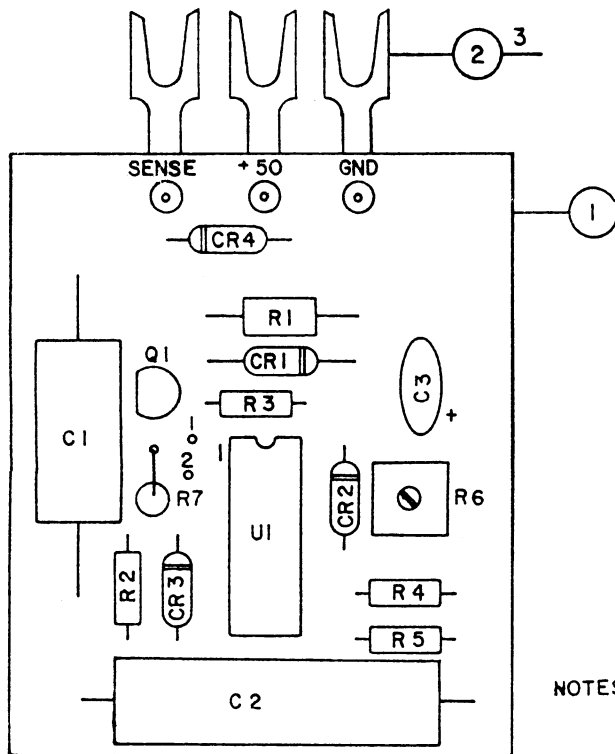 2 3
SENSE +50 GND
1
CR4
R1
Q1
CR1
C3
R3
+
C1
1
2
1
R7
U1
CR2
R6
R2
CR3
R4
R5
C2
NOTES